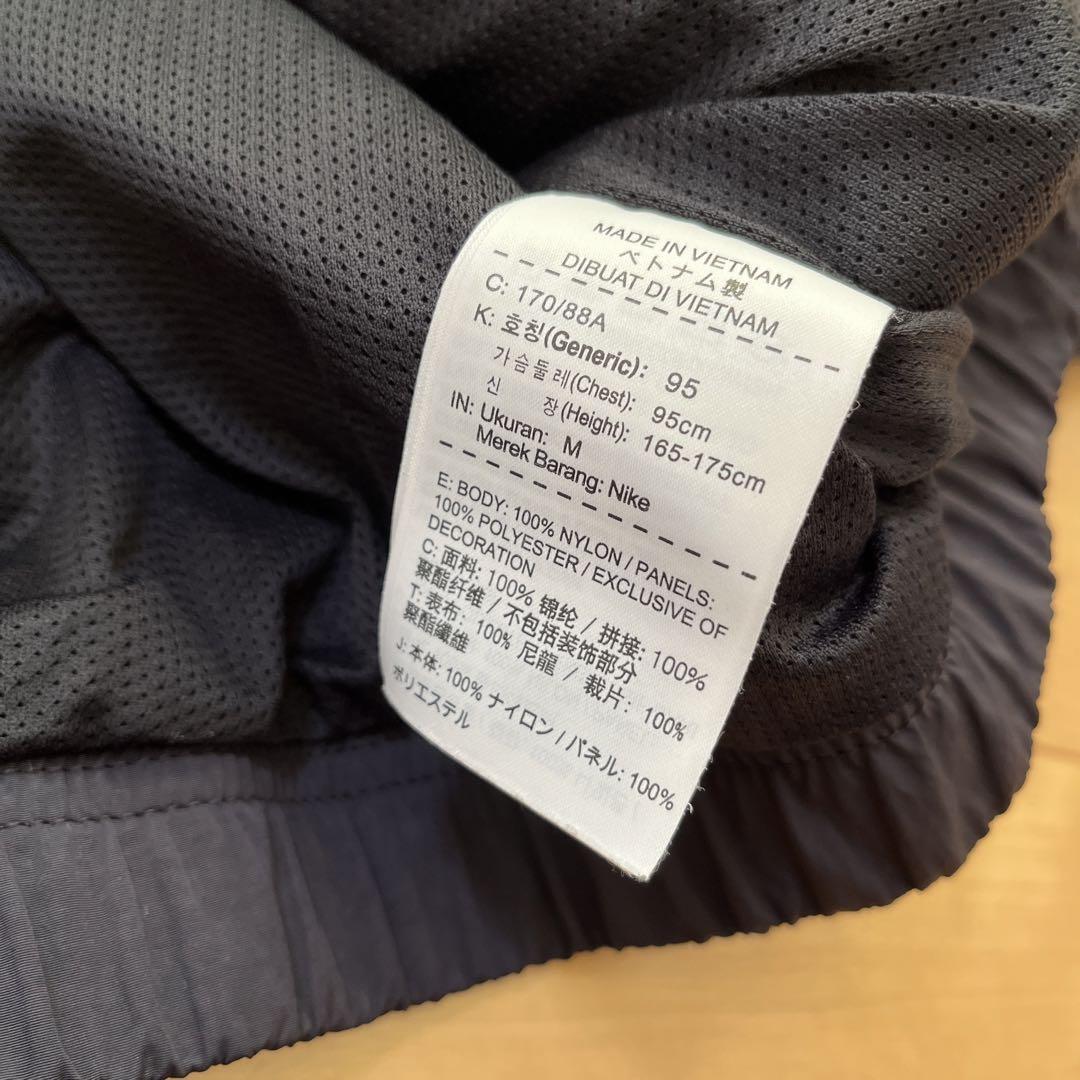 MADE IN VIETNAM
ベトナム製
DIBUAT DI VIETNAM
C: 170/88A
K: 호칭(Generic): 95
가슴둘레(Chest): 95cm
신 장(Height): 165-175cm
IN: Ukuran: M
Merek Barang: Nike
E: BODY: 100% NYLON / PANELS:
100% POLYESTER / EXCLUSIVE OF
DECORATION
C: 面料: 100% 锦纶 / 拼接: 100%
聚酯纤维 / 不包括装饰部分
T: 表布: 100% 尼龍 / 裁片: 100%
聚酯纖維
J: 本体: 100% ナイロン / パネル: 100%
ポリエステル